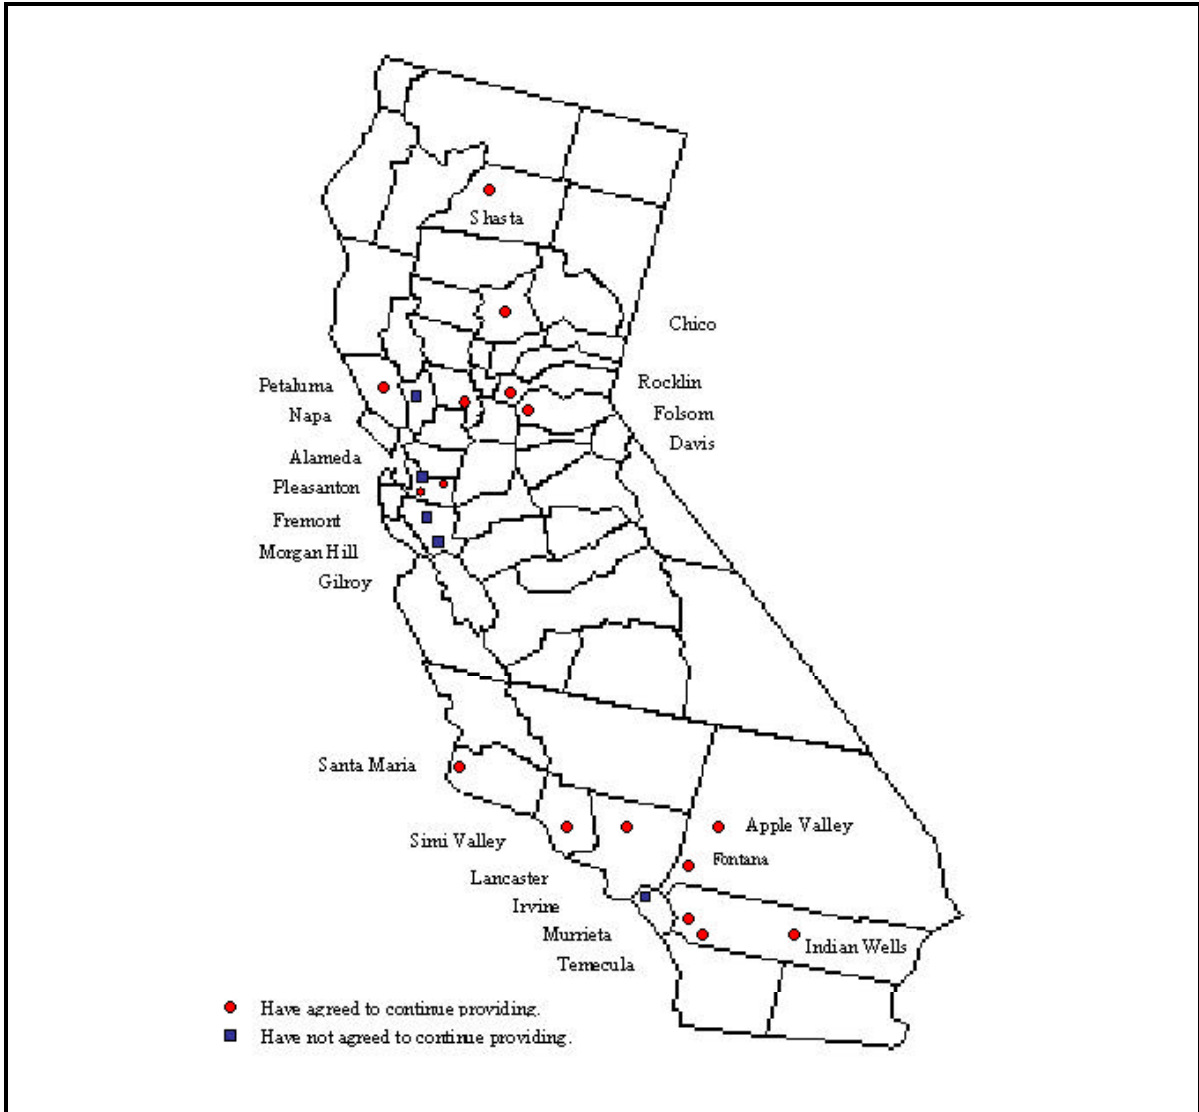 Shasta
Chico
Petaluma
Rocklin
Napa
Folsom
Davis
Alameda
Pleasanton
Fremont
Morgan Hill
Gilroy
Santa Maria
Apple Valley
Simi Valley
Fontana
Lancaster
Irvine
Murrieta
Indian Wells
Temecula
Have agreed to continue providing.
Have not agreed to continue providing.